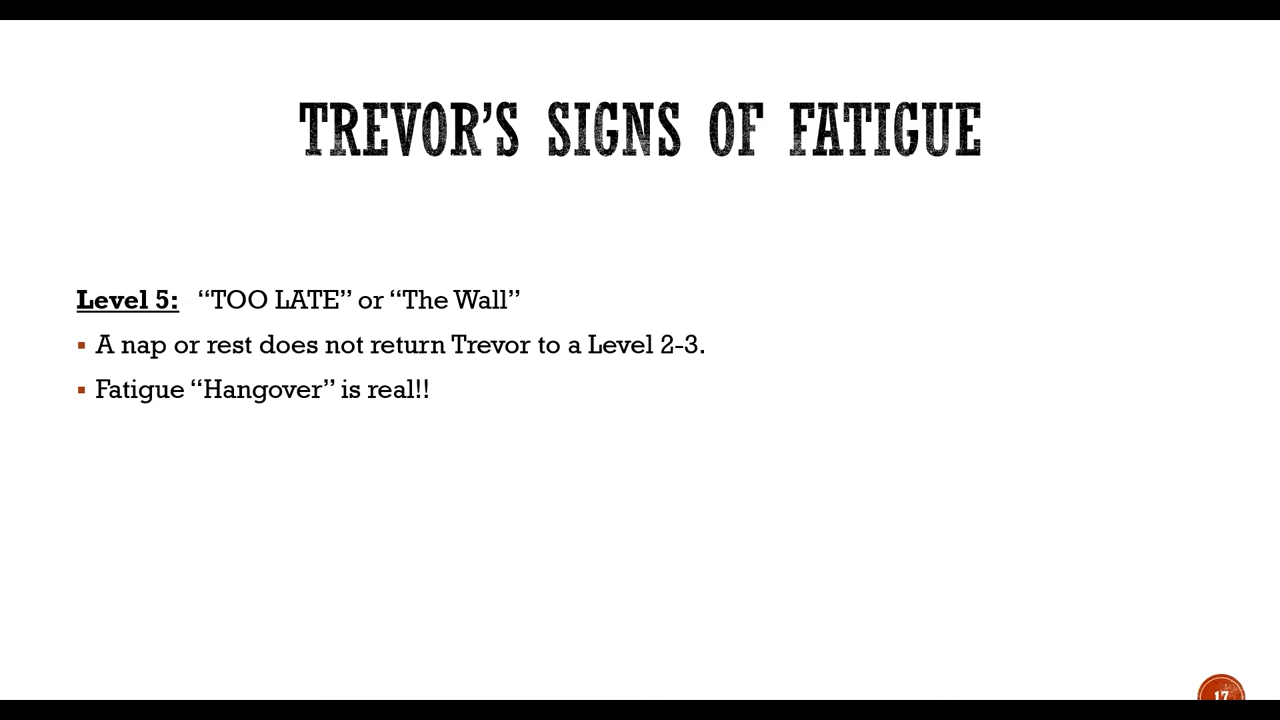 TREVOR’S SIGNS OF FATIGUE
Level 5: “TOO LATE” or “The Wall”
▪ A nap or rest does not return Trevor to a Level 2-3.
▪ Fatigue “Hangover” is real!!
17